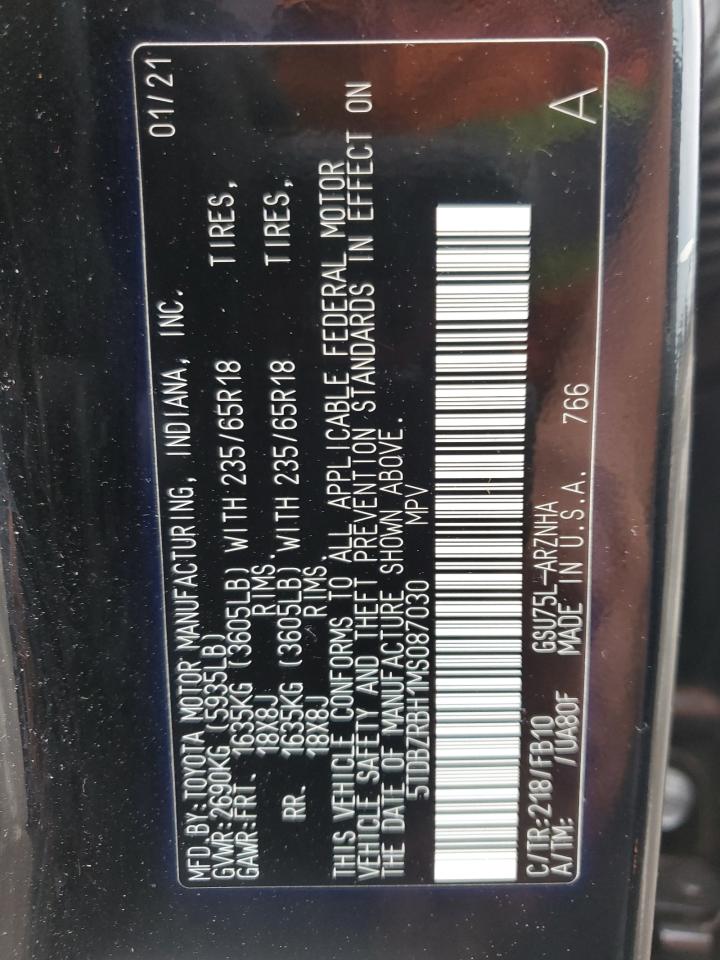 MFD.BY:TOYOTA MOTOR MANUFACTURING, INDIANA, INC. 01/21
GVWR:2690KG (5935LB)
GAWR:FRT. 1635KG (3605LB) WITH 235/65R18 TIRES,
18X8J RIMS.
RR. 1635KG (3605LB) WITH 235/65R18 TIRES,
18X8J RIMS.
THIS VEHICLE CONFORMS TO ALL APPLICABLE FEDERAL MOTOR
VEHICLE SAFETY AND THEFT PREVENTION STANDARDS IN EFFECT ON
THE DATE OF MANUFACTURE SHOWN ABOVE.
5TDBZRBH1MS087030 MPV
C/TR:218/FB10 GSU75L-ARZNHA
A/TM: /UA80F MADE IN U.S.A. 766 A